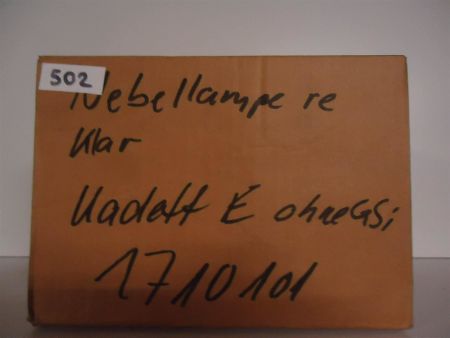 502
Nebellampe re
klar
Kadett E ohne GSi
1710101